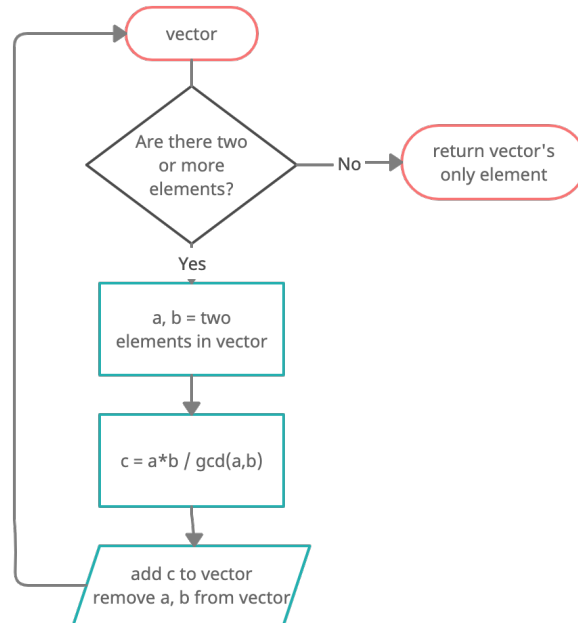 vector
Are there two
or more
elements?
No
return vector's
only element
Yes
a, b = two
elements in vector
c = a*b / gcd(a,b)
add c to vector
remove a, b from vector